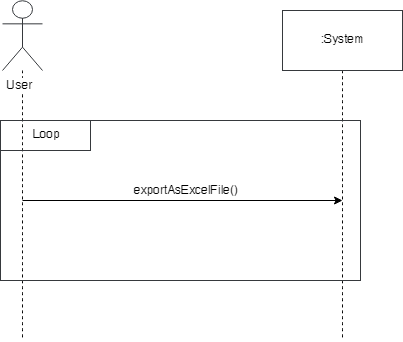 :System
User
Loop
exportAsExcelFile()